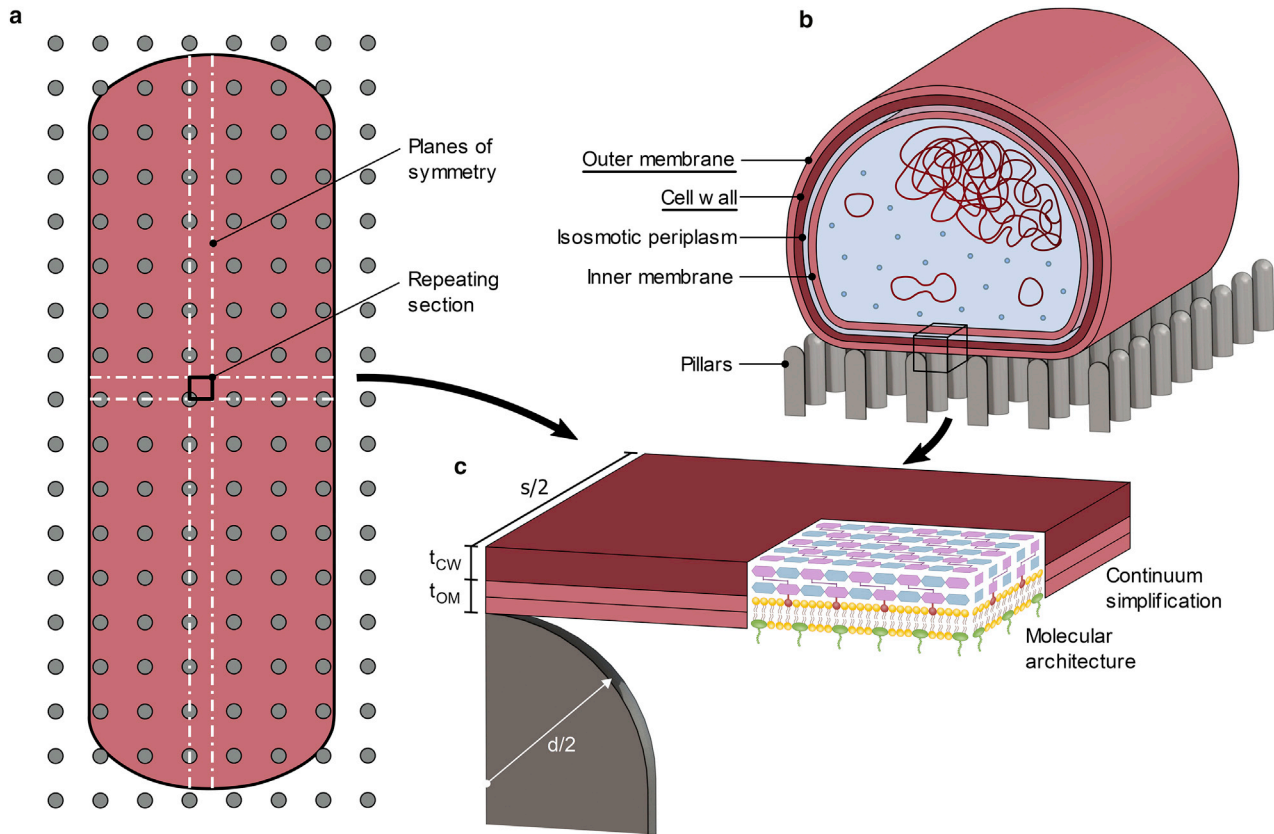 a
Planes of
symmetry
Repeating
section
b
Outer membrane
Cell wall
Isosmotic periplasm
Inner membrane
Pillars
c
s/2
tCW
tOM
d/2
Continuum
simplification
Molecular
architecture